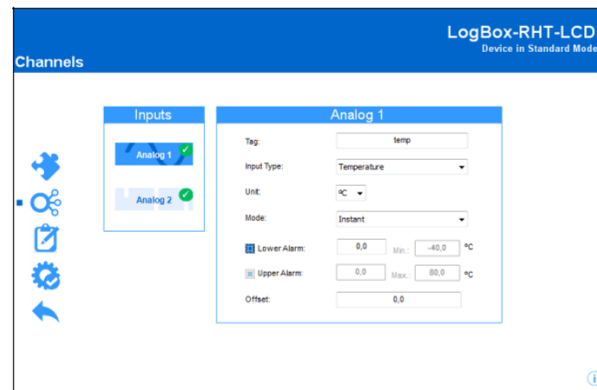 LogBox-RHT-LCD
Device in Standard Mode
Channels
Inputs
Analog 1
Analog 2
Analog 1
Tag: temp
Input Type: Temperature
Unit: ºC
Mode: Instant
Lower Alarm: 0,0 Min.: -40,0 ºC
Upper Alarm: 0,0 Max.: 80,0 ºC
Offset: 0,0